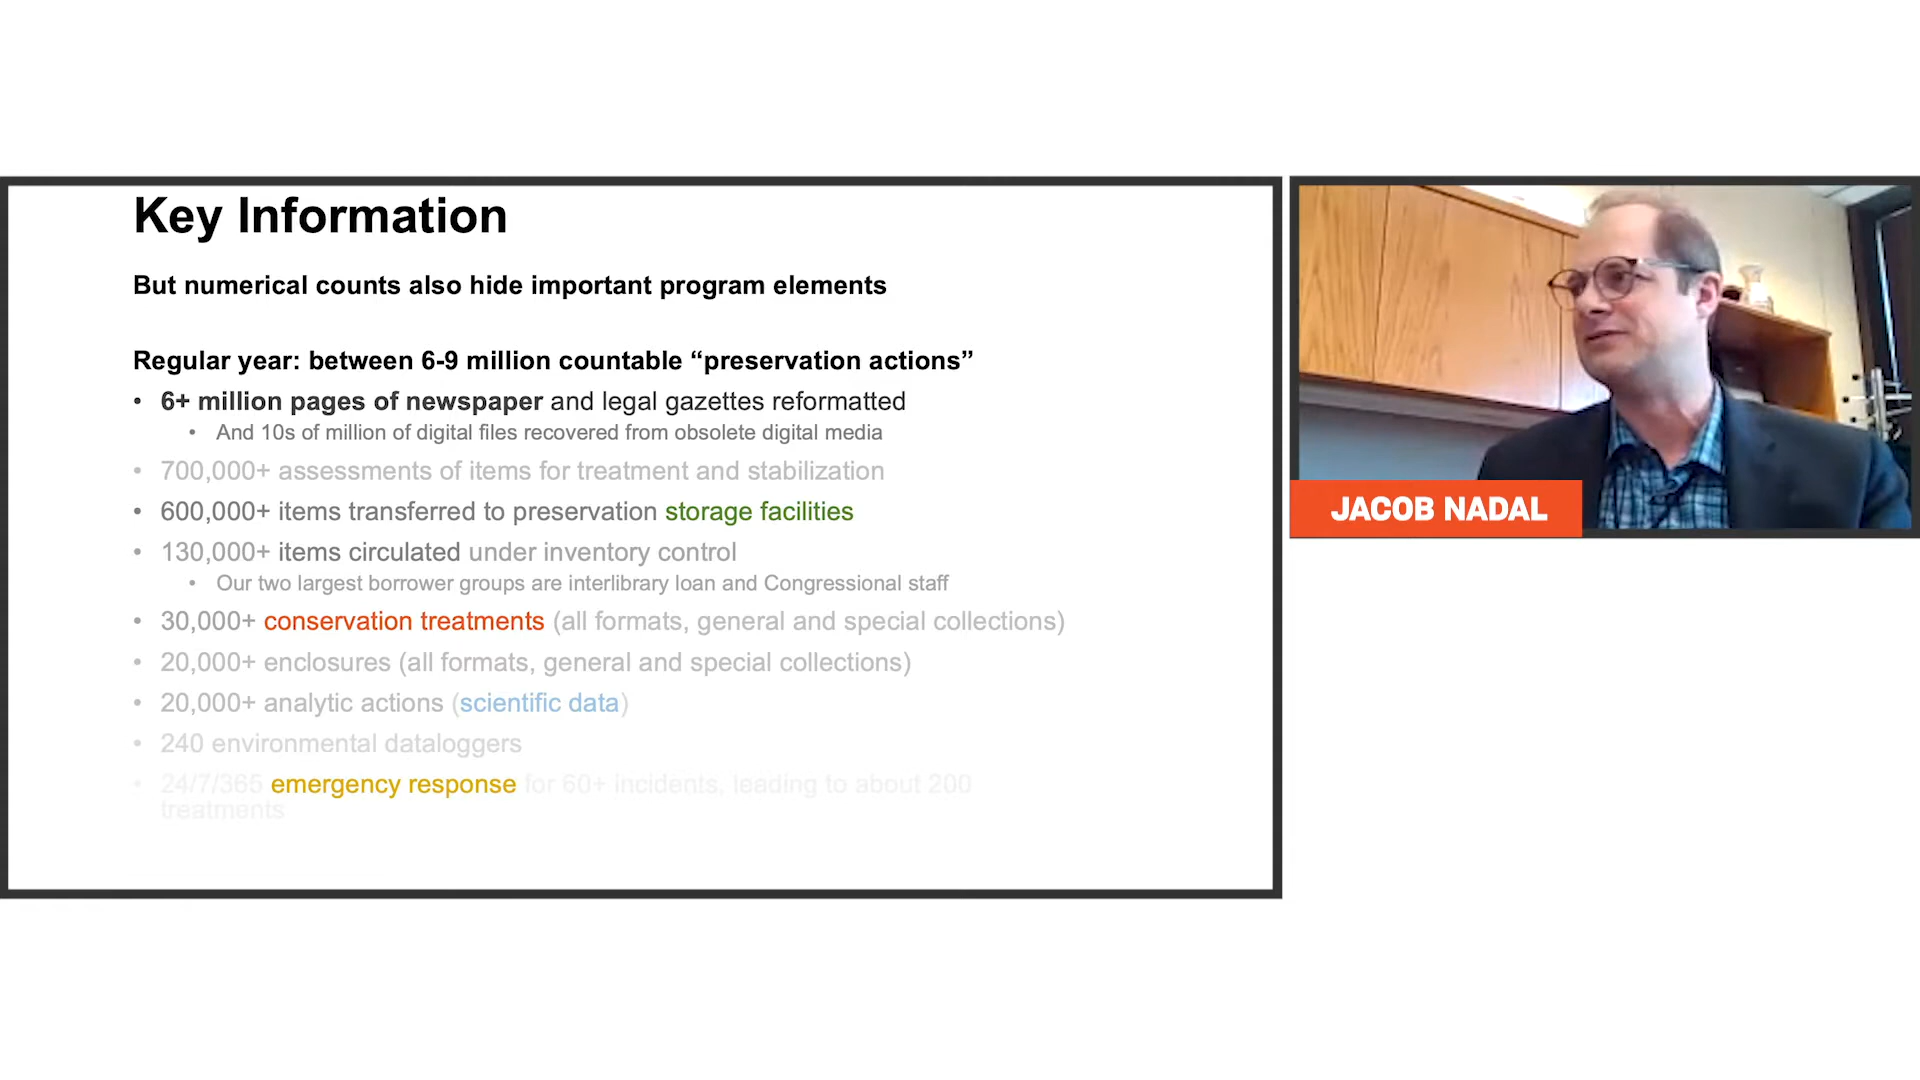 Key Information
But numerical counts also hide important program elements
Regular year: between 6-9 million countable “preservation actions”
• 6+ million pages of newspaper and legal gazettes reformatted
• And 10s of million of digital files recovered from obsolete digital media
• 700,000+ assessments of items for treatment and stabilization
• 600,000+ items transferred to preservation storage facilities
• 130,000+ items circulated under inventory control
• Our two largest borrower groups are interlibrary loan and Congressional staff
• 30,000+ conservation treatments (all formats, general and special collections)
• 20,000+ enclosures (all formats, general and special collections)
• 20,000+ analytic actions (scientific data)
• 240 environmental dataloggers
• 24/7/365 emergency response for 60+ incidents, leading to about 200
treatments
JACOB NADAL